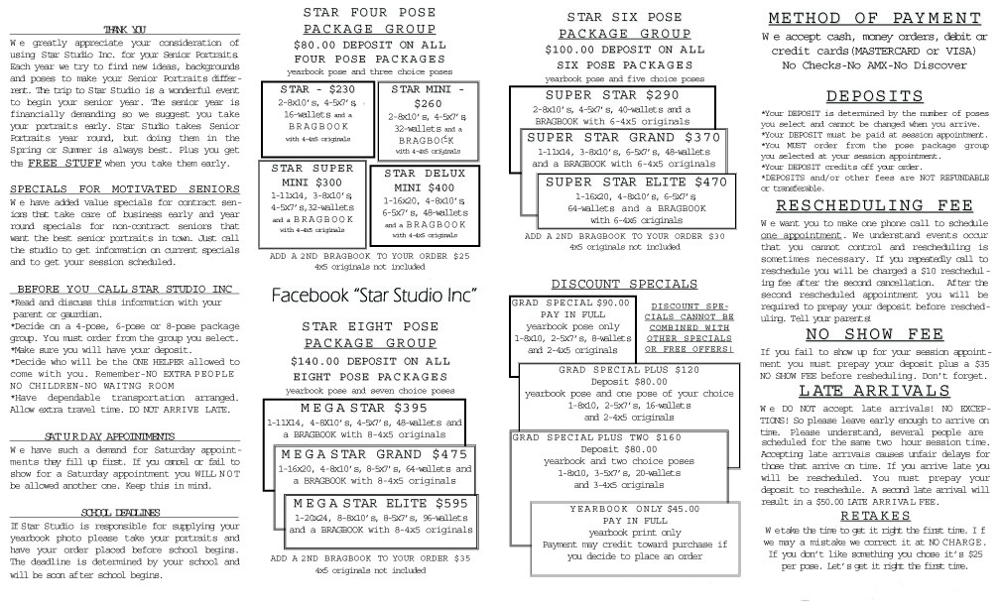 THANK YOU
We greatly appreciate your consideration of
using Star Studio Inc. for your Senior Portraits.
Each year we try to find new ideas, backgrounds
and poses to make your Senior Portraits differ-
rent. The trip to Star Studio is a wonderful event
to begin your senior year. The senior year is
financially demanding so we suggest you take
your portraits early. Star Studio takes Senior
Portraits year round, but doing them in the
Spring or Summer is always best. Plus you get
the FREE STUFF when you take them early.
SPECIALS FOR MOTIVATED SENIORS
We have added value specials for contract sen-
iors that take care of business early and year
round specials for non-contract seniors that
want the best senior portraits in town. Just call
the studio to get information on current specials
and to get your session scheduled.
BEFORE YOU CALL STAR STUDIO INC
*Read and discuss this information with your
parent or gaurdian.
*Decide on a 4-pose, 6-pose or 8-pose package
group. You must order from the group you select.
*Make sure you will have your deposit.
*Decide who will be the ONE HELPER allowed to
come with you. Remember-NO EXTRA PEOPLE
NO CHILDREN-NO WAITNG ROOM
*Have dependable transportation arranged.
Allow extra travel time. DO NOT ARRIVE LATE.
SATURDAY APPOINTMENTS
We have such a demand for Saturday appoint-
ments they fill up first. If you cancel or fail to
show for a Saturday appointment you WILL NOT
be allowed another one. Keep this in mind.
SCHOOL DEADLINES
If Star Studio is responsible for supplying your
yearbook photo please take your portraits and
have your order placed before school begins.
The deadline is determined by your school and
will be soon after school begins.
STAR FOUR POSE
PACKAGE GROUP
$80.00 DEPOSIT ON ALL
FOUR POSE PACKAGES
yearbook pose and three choice poses
STAR - $230
2-8x10's, 4-5x7's,
16-wallets and a
BRAGBOOK
with 4-4x5 originals
STAR MINI -
$260
2-8x10's, 4-5x7's,
32-wallets and a
BRAGBOCK
with 4-4x5 originals
STAR SUPER
MINI $300
1-11x14, 3-8x10's,
4-5x7's,32-wallets
and a BRAGBOOK
with 4-4x5 originals
STAR DELUX
MINI $400
1-16x20, 4-8x10's,
6-5x7's, 48-wallets
and a BRAGBOOK
with 4-4x5 originals
ADD A 2ND BRAGBOOK TO YOUR ORDER $25
4x5 originals not included
Facebook "Star Studio Inc"
STAR EIGHT POSE
PACKAGE GROUP
$140.00 DEPOSIT ON ALL
EIGHT POSE PACKAGES
yearbook pose and seven choice poses
MEGA STAR $395
1-11X14, 4-8X10's, 4-5x7's, 48-wallets and
a BRAGBOOK with 8-4x5 originals
MEGA STAR GRAND $475
1-16x20, 4-8x10's, 8-5x7's, 64-wallets and
a BRAGBOOK with 8-4x5 originals
MEGA STAR ELITE $595
1-20x24, 8-8x10's, 8-5x7's, 96-wallets
and a BRAGBOOK with 8-4x5 originals
ADD A 2ND BRAGBOOK TO YOUR ORDER $35
4x5 originals not included
STAR SIX POSE
PACKAGE GROUP
$100.00 DEPOSIT ON ALL
SIX POSE PACKAGES
yearbook pose and five choice poses
SUPER STAR $290
2-8x10's, 4-5x7's, 40-wallets and a
BRAGBOOK with 6-4x5 originals
SUPER STAR GRAND $370
1-11x14, 3-8x10's, 6-5x7's, 48-wallets
and a BRAGBOOK with 6-4x5 originals
SUPER STAR ELITE $470
1-16x20, 4-8x10's, 6-5x7's,
64-wallets and a BRAGBOOK
with 6-4x6 originals
ADD A 2ND BRAGBOOK TO YOUR ORDER $30
4x5 originals not included
DISCOUNT SPECIALS
GRAD SPECIAL $90.00
PAY IN FULL
yearbook pose only
1-8x10, 2-5x7's, 8-wallets
and 2-4x5 originals
DISCOUNT SPE-
CIALS CANNOT BE
COMBINED WITH
OTHER SPECIALS
OR FREE OFFERS!
GRAD SPECIAL PLUS $120
Deposit $80.00
yearbook pose and one pose of your choice
1-8x10, 2-5x7's, 16-wallets
and 2-4x5 originals
GRAD SPECIAL PLUS TWO $160
Deposit $80.00
yearbook and two choice poses
1-8x10, 3-5x7's, 20-wallets
and 3-4x5 originals
YEARBOOK ONLY $45.00
PAY IN FULL
yearbook print only
Payment may credit toward purchase if
you decide to place an order
METHOD OF PAYMENT
We accept cash, money orders, debit or
credit cards(MASTERCARD or VISA)
No Checks-No AMX-No Discover
DEPOSITS
*Your DEPOSIT is determined by the number of poses
you select and cannot be changed when you arrive.
*Your DEPOSIT must be paid at session appointment.
*You MUST order from the pose package group
you selected at your session appointment.
*Your DEPOSIT credits off your order.
*DEPOSITS and/or other fees are NOT REFUNDABLE
or transferable.
RESCHEDULING FEE
We want you to make one phone call to schedule
one appointment. We understand events occur
that you cannot control and rescheduling is
sometimes necessary. If you repeatedly call to
reschedule you will be charged a $10 reschedul-
ing fee after the second cancellation. After the
second rescheduled appointment you will be
required to prepay your deposit before resched-
uling. Tell your parents!
NO SHOW FEE
If you fail to show up for your session appoint-
ment you must prepay your deposit plus a $35
NO SHOW FEE before resheduling. Don't forget.
LATE ARRIVALS
We DO NOT accept late arrivals! NO EXCEP-
TIONS! So please leave early enough to arrive on
time. Please understand, several people are
scheduled for the same two hour session time.
Accepting late arrivals causes unfair delays for
those that arrive on time. If you arrive late you
will be rescheduled. You must prepay your
deposit to reschedule. A second late arrival will
result in a $50.00 LATE ARRIVAL FEE.
RETAKES
We take the time to get it right the first time. If
we may a mistake we correct it at NO CHARGE.
If you don't like something you chose it's $25
per pose. Let's get it right the first time.